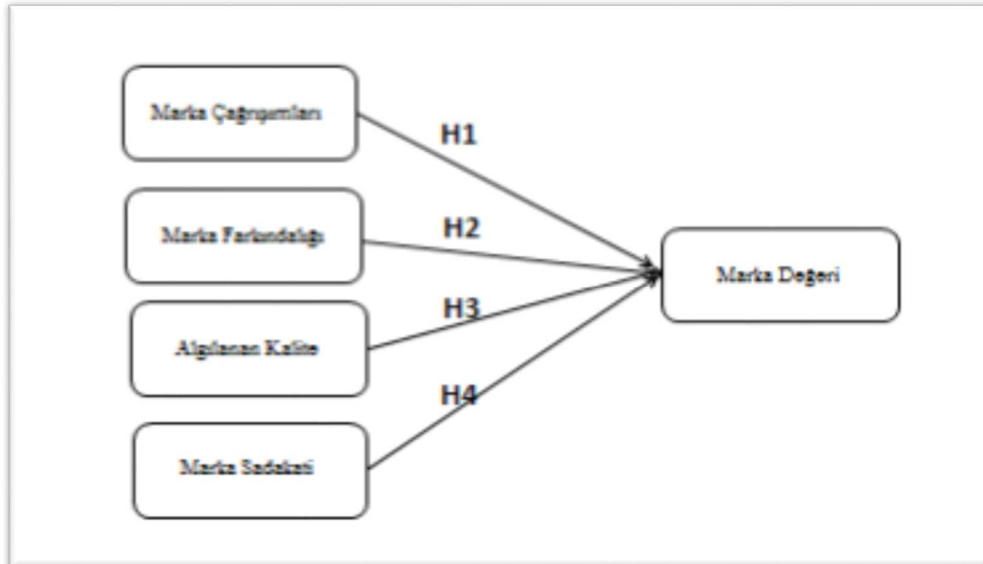 Marka Çağrışımları
H1
Marka Farkındalığı
H2
Marka Değeri
Algılanan Kalite
H3
H4
Marka Sadakati